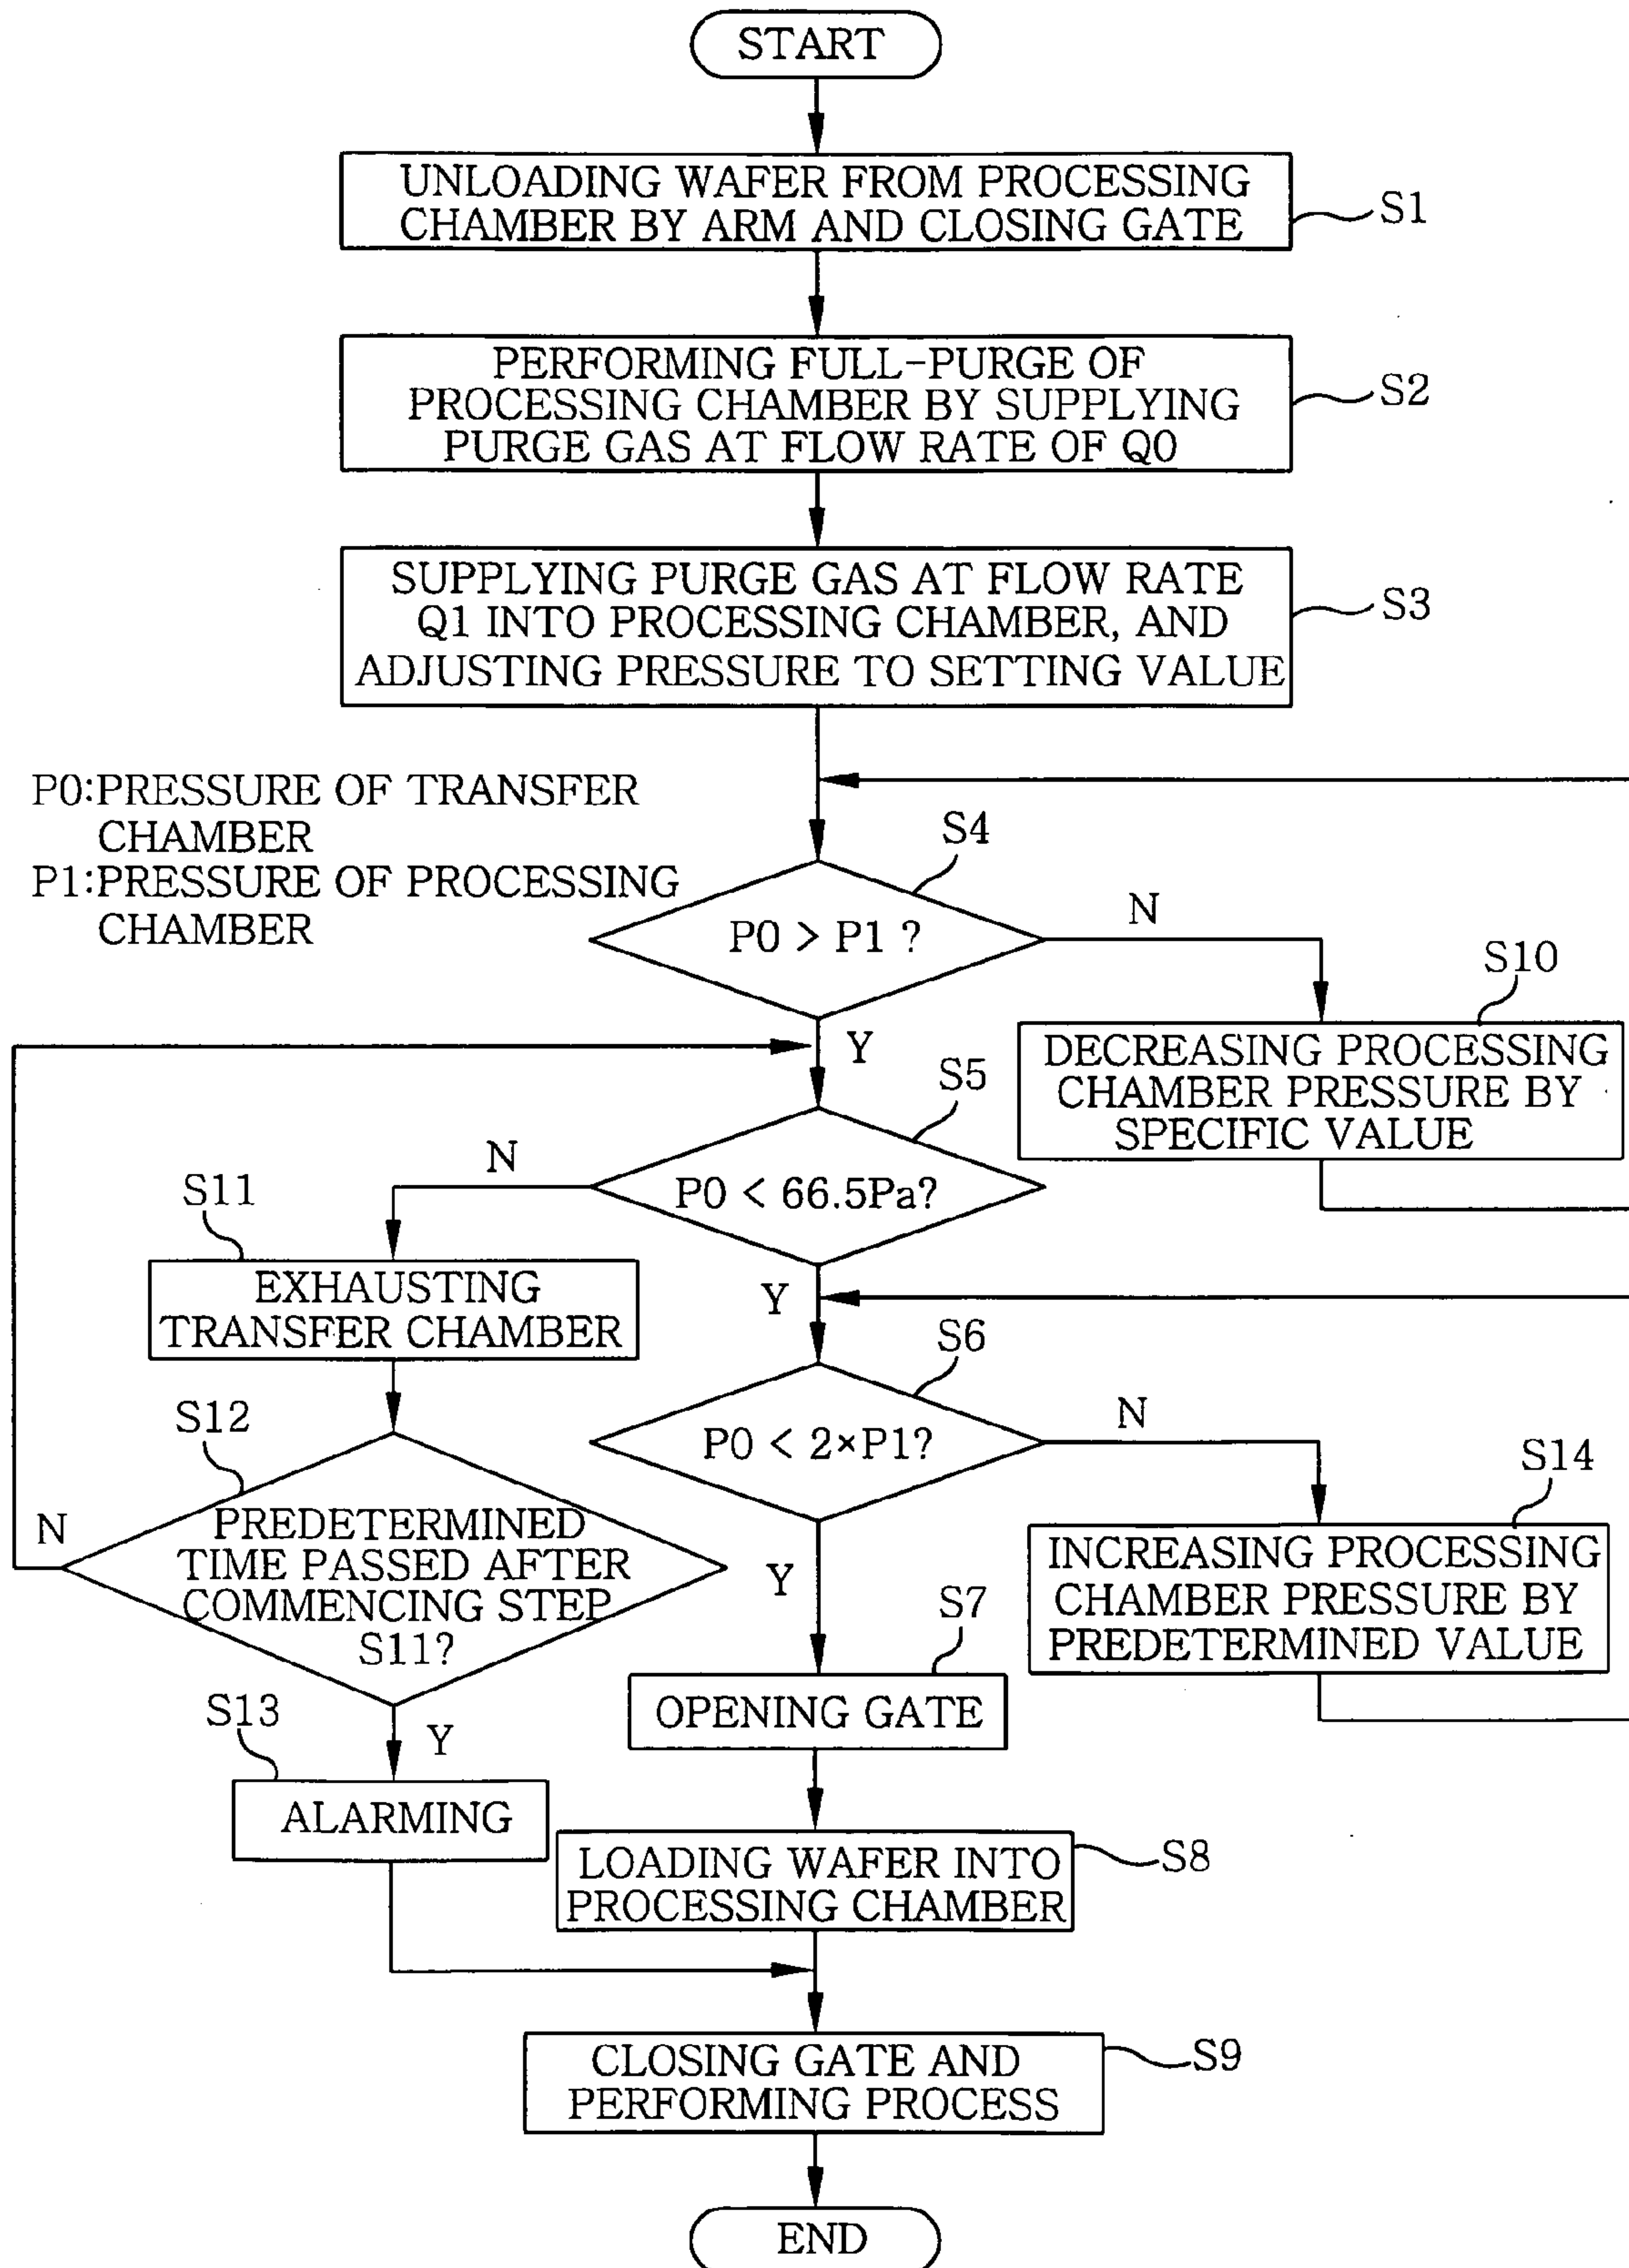 START
UNLOADING WAFER FROM PROCESSING
CHAMBER BY ARM AND CLOSING GATE
S1
PERFORMING FULL-PURGE OF
PROCESSING CHAMBER BY SUPPLYING
PURGE GAS AT FLOW RATE OF Q0
S2
SUPPLYING PURGE GAS AT FLOW RATE
Q1 INTO PROCESSING CHAMBER, AND
ADJUSTING PRESSURE TO SETTING VALUE
S3
P0:PRESSURE OF TRANSFER
CHAMBER
P1:PRESSURE OF PROCESSING
CHAMBER
S4
P0 > P1 ?
N
Y
S10
DECREASING PROCESSING
CHAMBER PRESSURE BY
SPECIFIC VALUE
S5
P0 < 66.5Pa?
N
Y
S11
EXHAUSTING
TRANSFER CHAMBER
S6
P0 < 2×P1?
N
Y
S12
PREDETERMINED
TIME PASSED AFTER
COMMENCING STEP
S11?
N
Y
S14
INCREASING PROCESSING
CHAMBER PRESSURE BY
PREDETERMINED VALUE
S7
OPENING GATE
S13
ALARMING
LOADING WAFER INTO
PROCESSING CHAMBER
S8
CLOSING GATE AND
PERFORMING PROCESS
S9
END